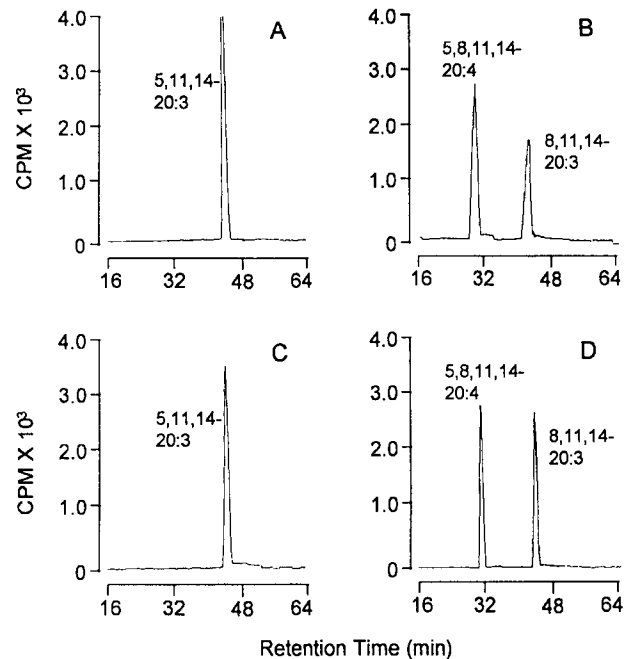 A
4.0
3.0
2.0
1.0
0
CPM X 10³
5,11,14-
20:3
16 32 48 64
B
4.0
3.0
2.0
1.0
0
5,8,11,14-
20:4
8,11,14-
20:3
16 32 48 64
C
4.0
3.0
2.0
1.0
0
CPM X 10³
5,11,14-
20:3
16 32 48 64
D
4.0
3.0
2.0
1.0
0
5,8,11,14-
20:4
8,11,14-
20:3
16 32 48 64
Retention Time (min)